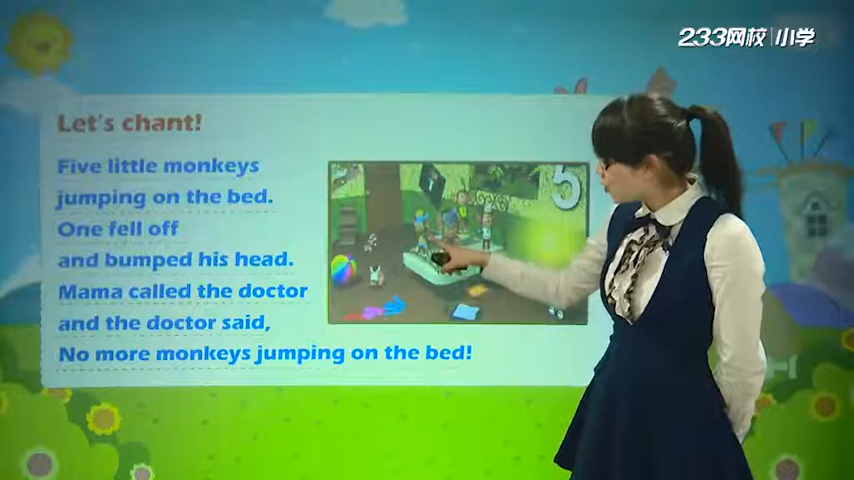 233网校 小学
Let's chant!
Five little monkeys
jumping on the bed.
5
One fell off
and bumped his head.
Mama called the doctor
and the doctor said,
No more monkeys jumping on the bed!